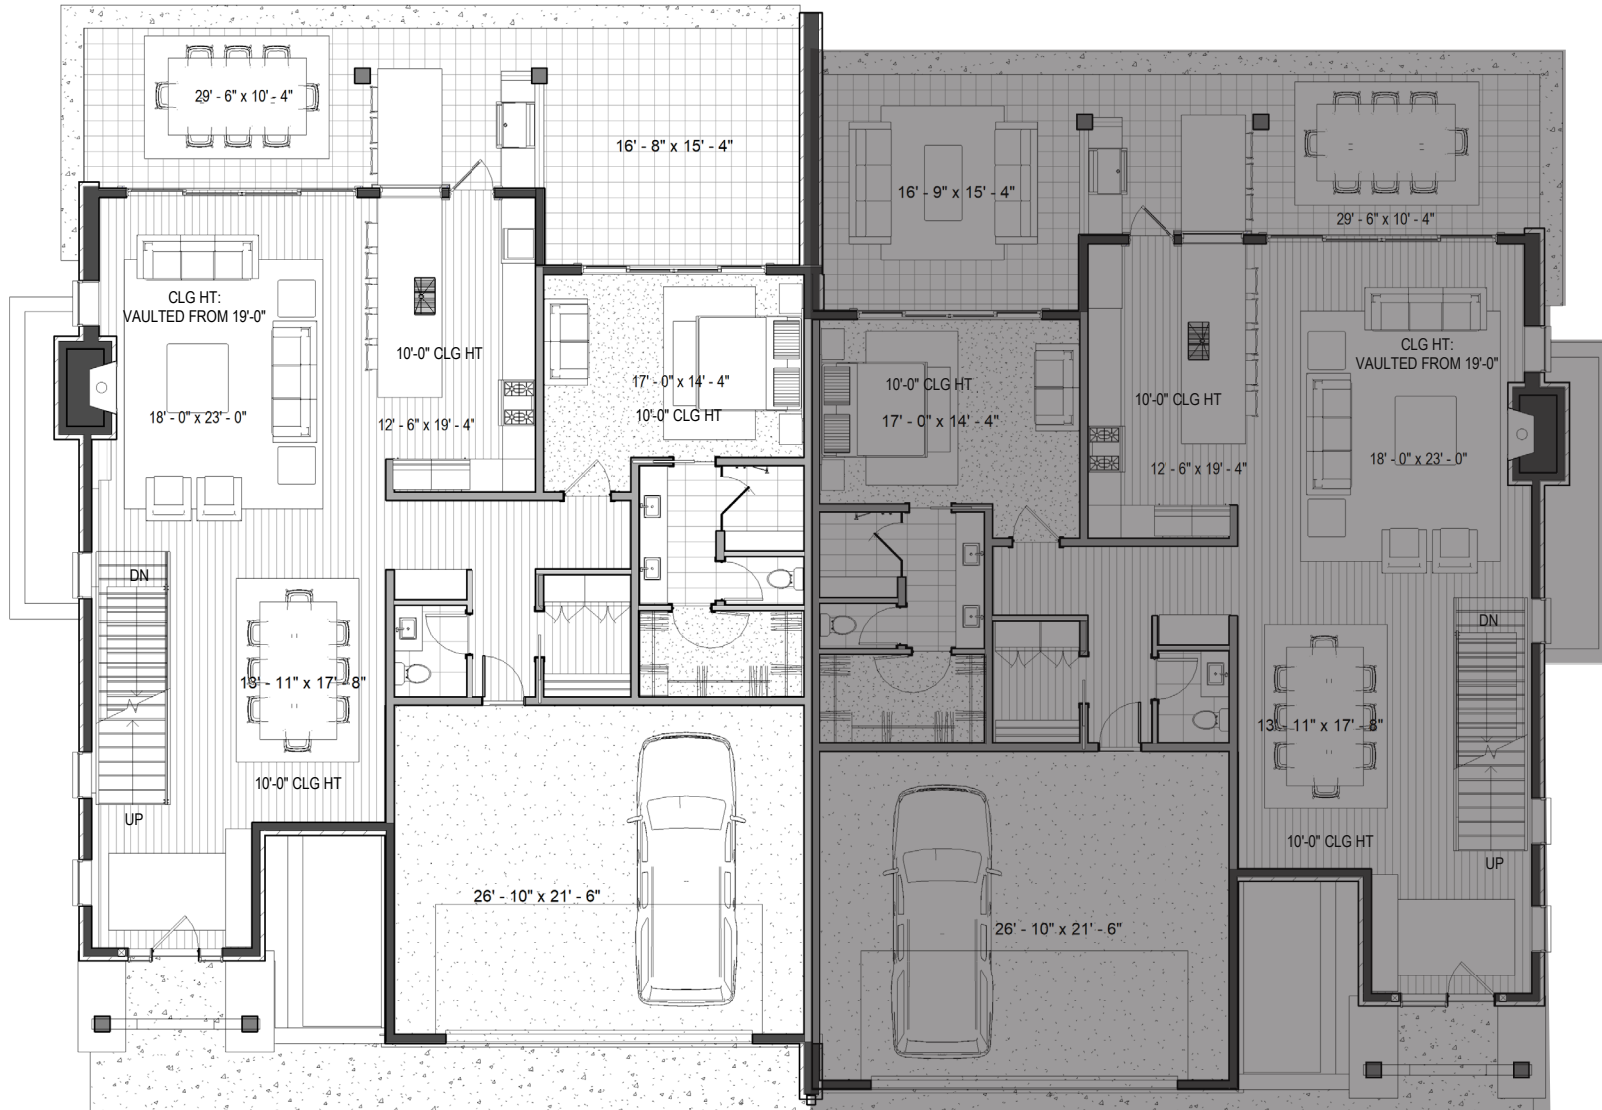 29' - 6" x 10' - 4"
16' - 8" x 15' - 4"
CLG HT:
VAULTED FROM 19'-0"
10'-0" CLG HT
17' - 0" x 14' - 4"
10'-0" CLG HT
18' - 0" x 23' - 0"
12' - 6" x 19' - 4"
DN
13' - 11" x 17' - 8"
10'-0" CLG HT
UP
26' - 10" x 21' - 6"
16' - 9" x 15' - 4"
29' - 6" x 10' - 4"
CLG HT:
VAULTED FROM 19'-0"
10'-0" CLG HT
17' - 0" x 14' - 4"
10'-0" CLG HT
12' - 6" x 19' - 4"
18' - 0" x 23' - 0"
DN
13' - 11" x 17' - 8"
10'-0" CLG HT
UP
26' - 10" x 21' - 6"